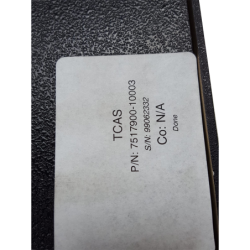 TCAS
P/N: 7517900-10003
S/N: 99062332
Co: N/A
Done